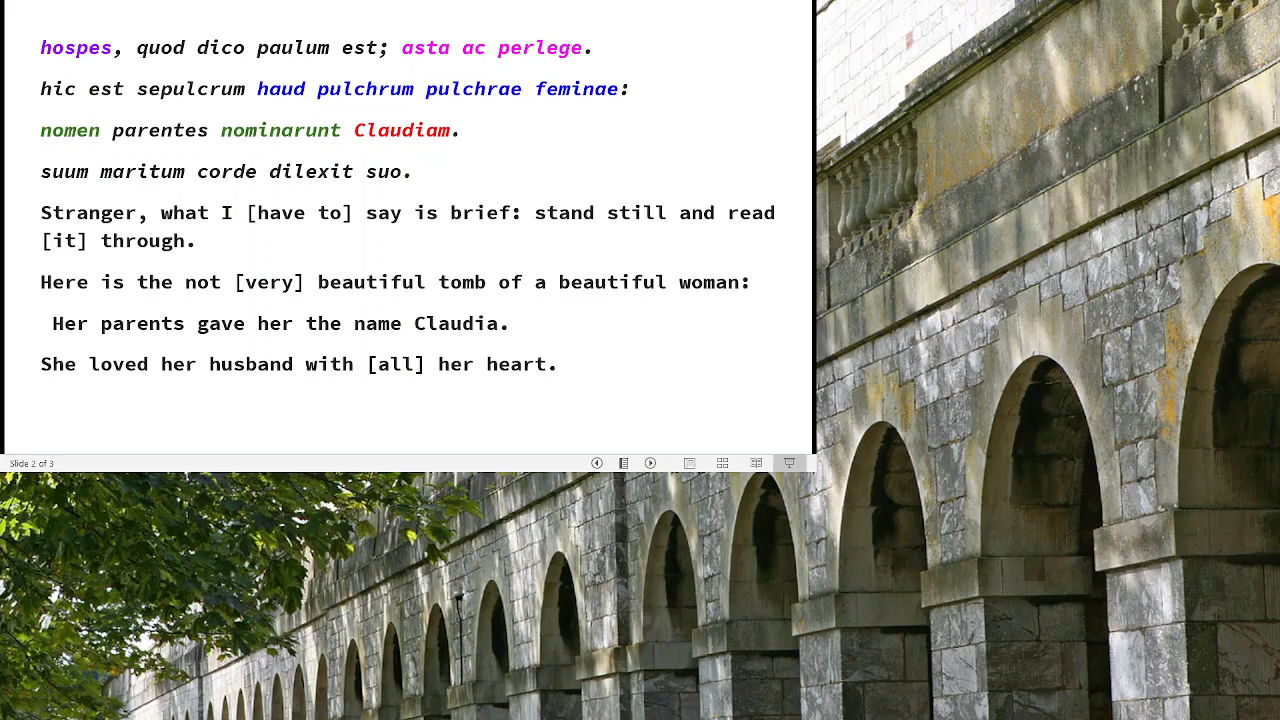 hospes, quod dico paulum est; asta ac perlege.
hic est sepulcrum haud pulchrum pulchrae feminae:
nomen parentes nominarunt Claudiam.
suum maritum corde dilexit suo.
Stranger, what I [have to] say is brief: stand still and read
[it] through.
Here is the not [very] beautiful tomb of a beautiful woman:
Her parents gave her the name Claudia.
She loved her husband with [all] her heart.
Slide 2 of 3